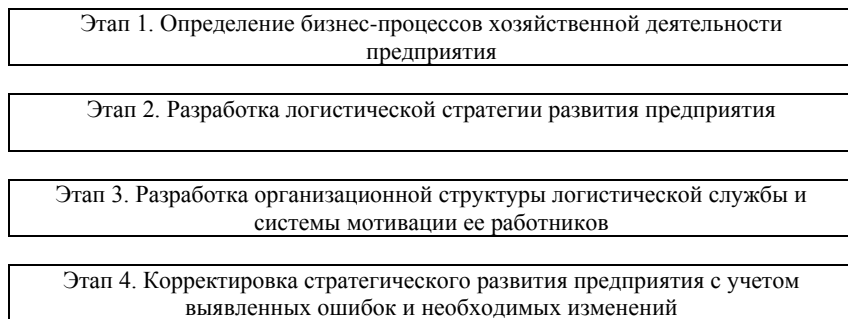 Этап 1. Определение бизнес-процессов хозяйственной деятельности
предприятия
Этап 2. Разработка логистической стратегии развития предприятия
Этап 3. Разработка организационной структуры логистической службы и
системы мотивации ее работников
Этап 4. Корректировка стратегического развития предприятия с учетом
выявленных ошибок и необходимых изменений